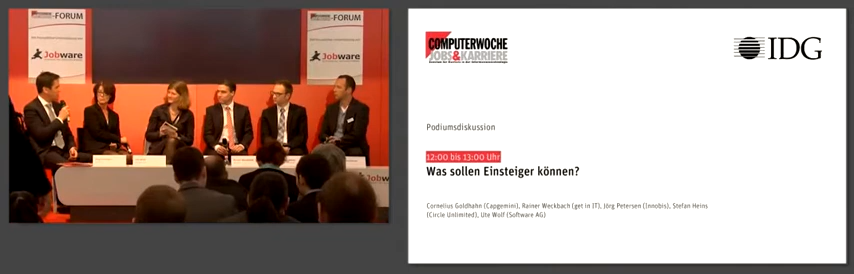 -FORUM
Jobware
-FORUM
Jobware
COMPUTERWOCHE
JOBS&KARRIERE
IDG
Podiumsdiskussion
12:00 bis 13:00 Uhr
Was sollen Einsteiger können?
Cornelius Goldhahn (Capgemini), Rainer Weckbach (get in IT), Jörg Petersen (Innobis), Stefan Heins
(Circle Unlimited), Ute Wolf (Software AG)